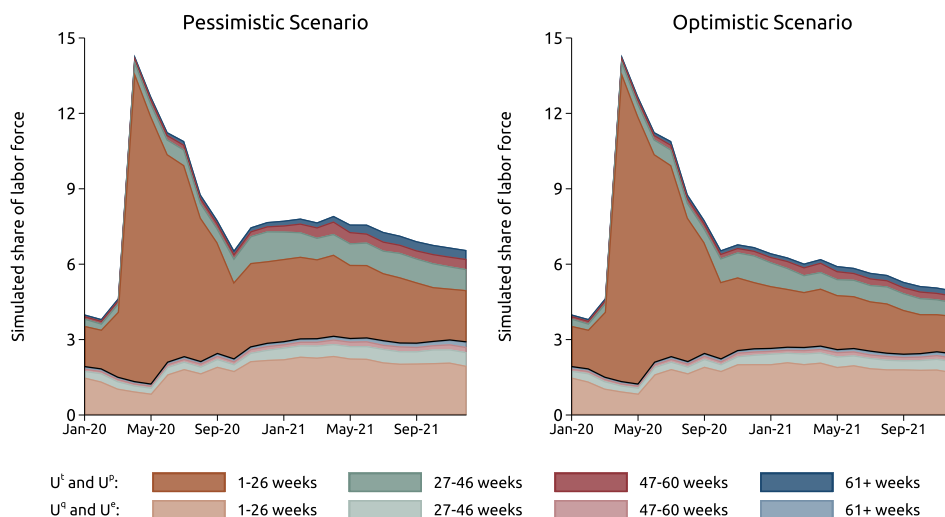 Pessimistic Scenario
Optimistic Scenario
Simulated share of labor force
15
12
9
6
3
0
Jan-20 May-20 Sep-20 Jan-21 May-21 Sep-21
Simulated share of labor force
15
12
9
6
3
0
Jan-20 May-20 Sep-20 Jan-21 May-21 Sep-21
Uᵗ and Uᵖ: 1-26 weeks 27-46 weeks 47-60 weeks 61+ weeks
U^q and Uᵉ: 1-26 weeks 27-46 weeks 47-60 weeks 61+ weeks